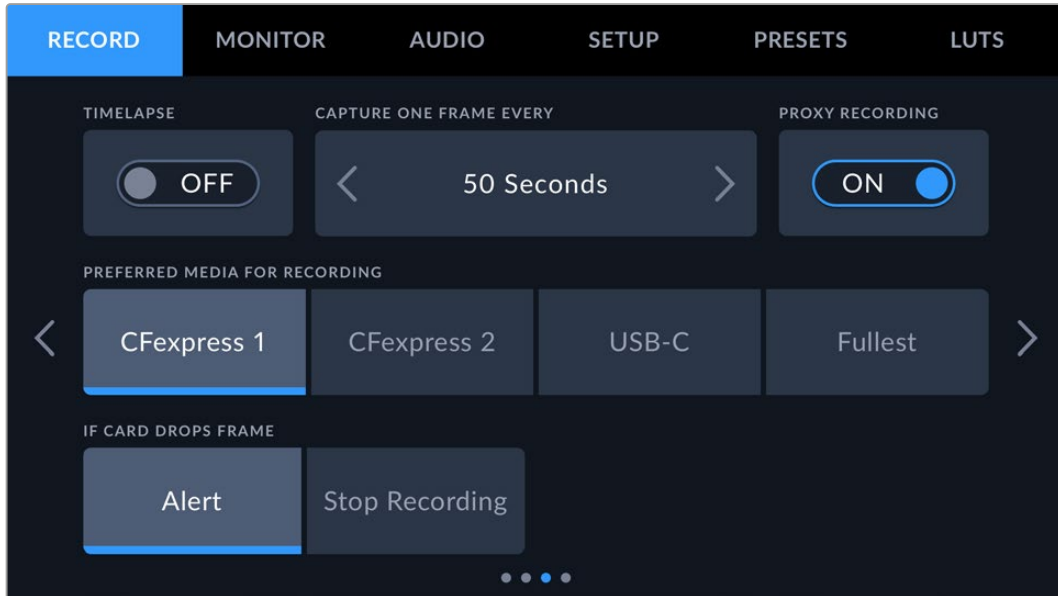 RECORD MONITOR AUDIO SETUP PRESETS LUTS
TIMELAPSE CAPTURE ONE FRAME EVERY PROXY RECORDING
OFF 50 Seconds ON
PREFERRED MEDIA FOR RECORDING
CFexpress 1 CFexpress 2 USB-C Fullest
IF CARD DROPS FRAME
Alert Stop Recording